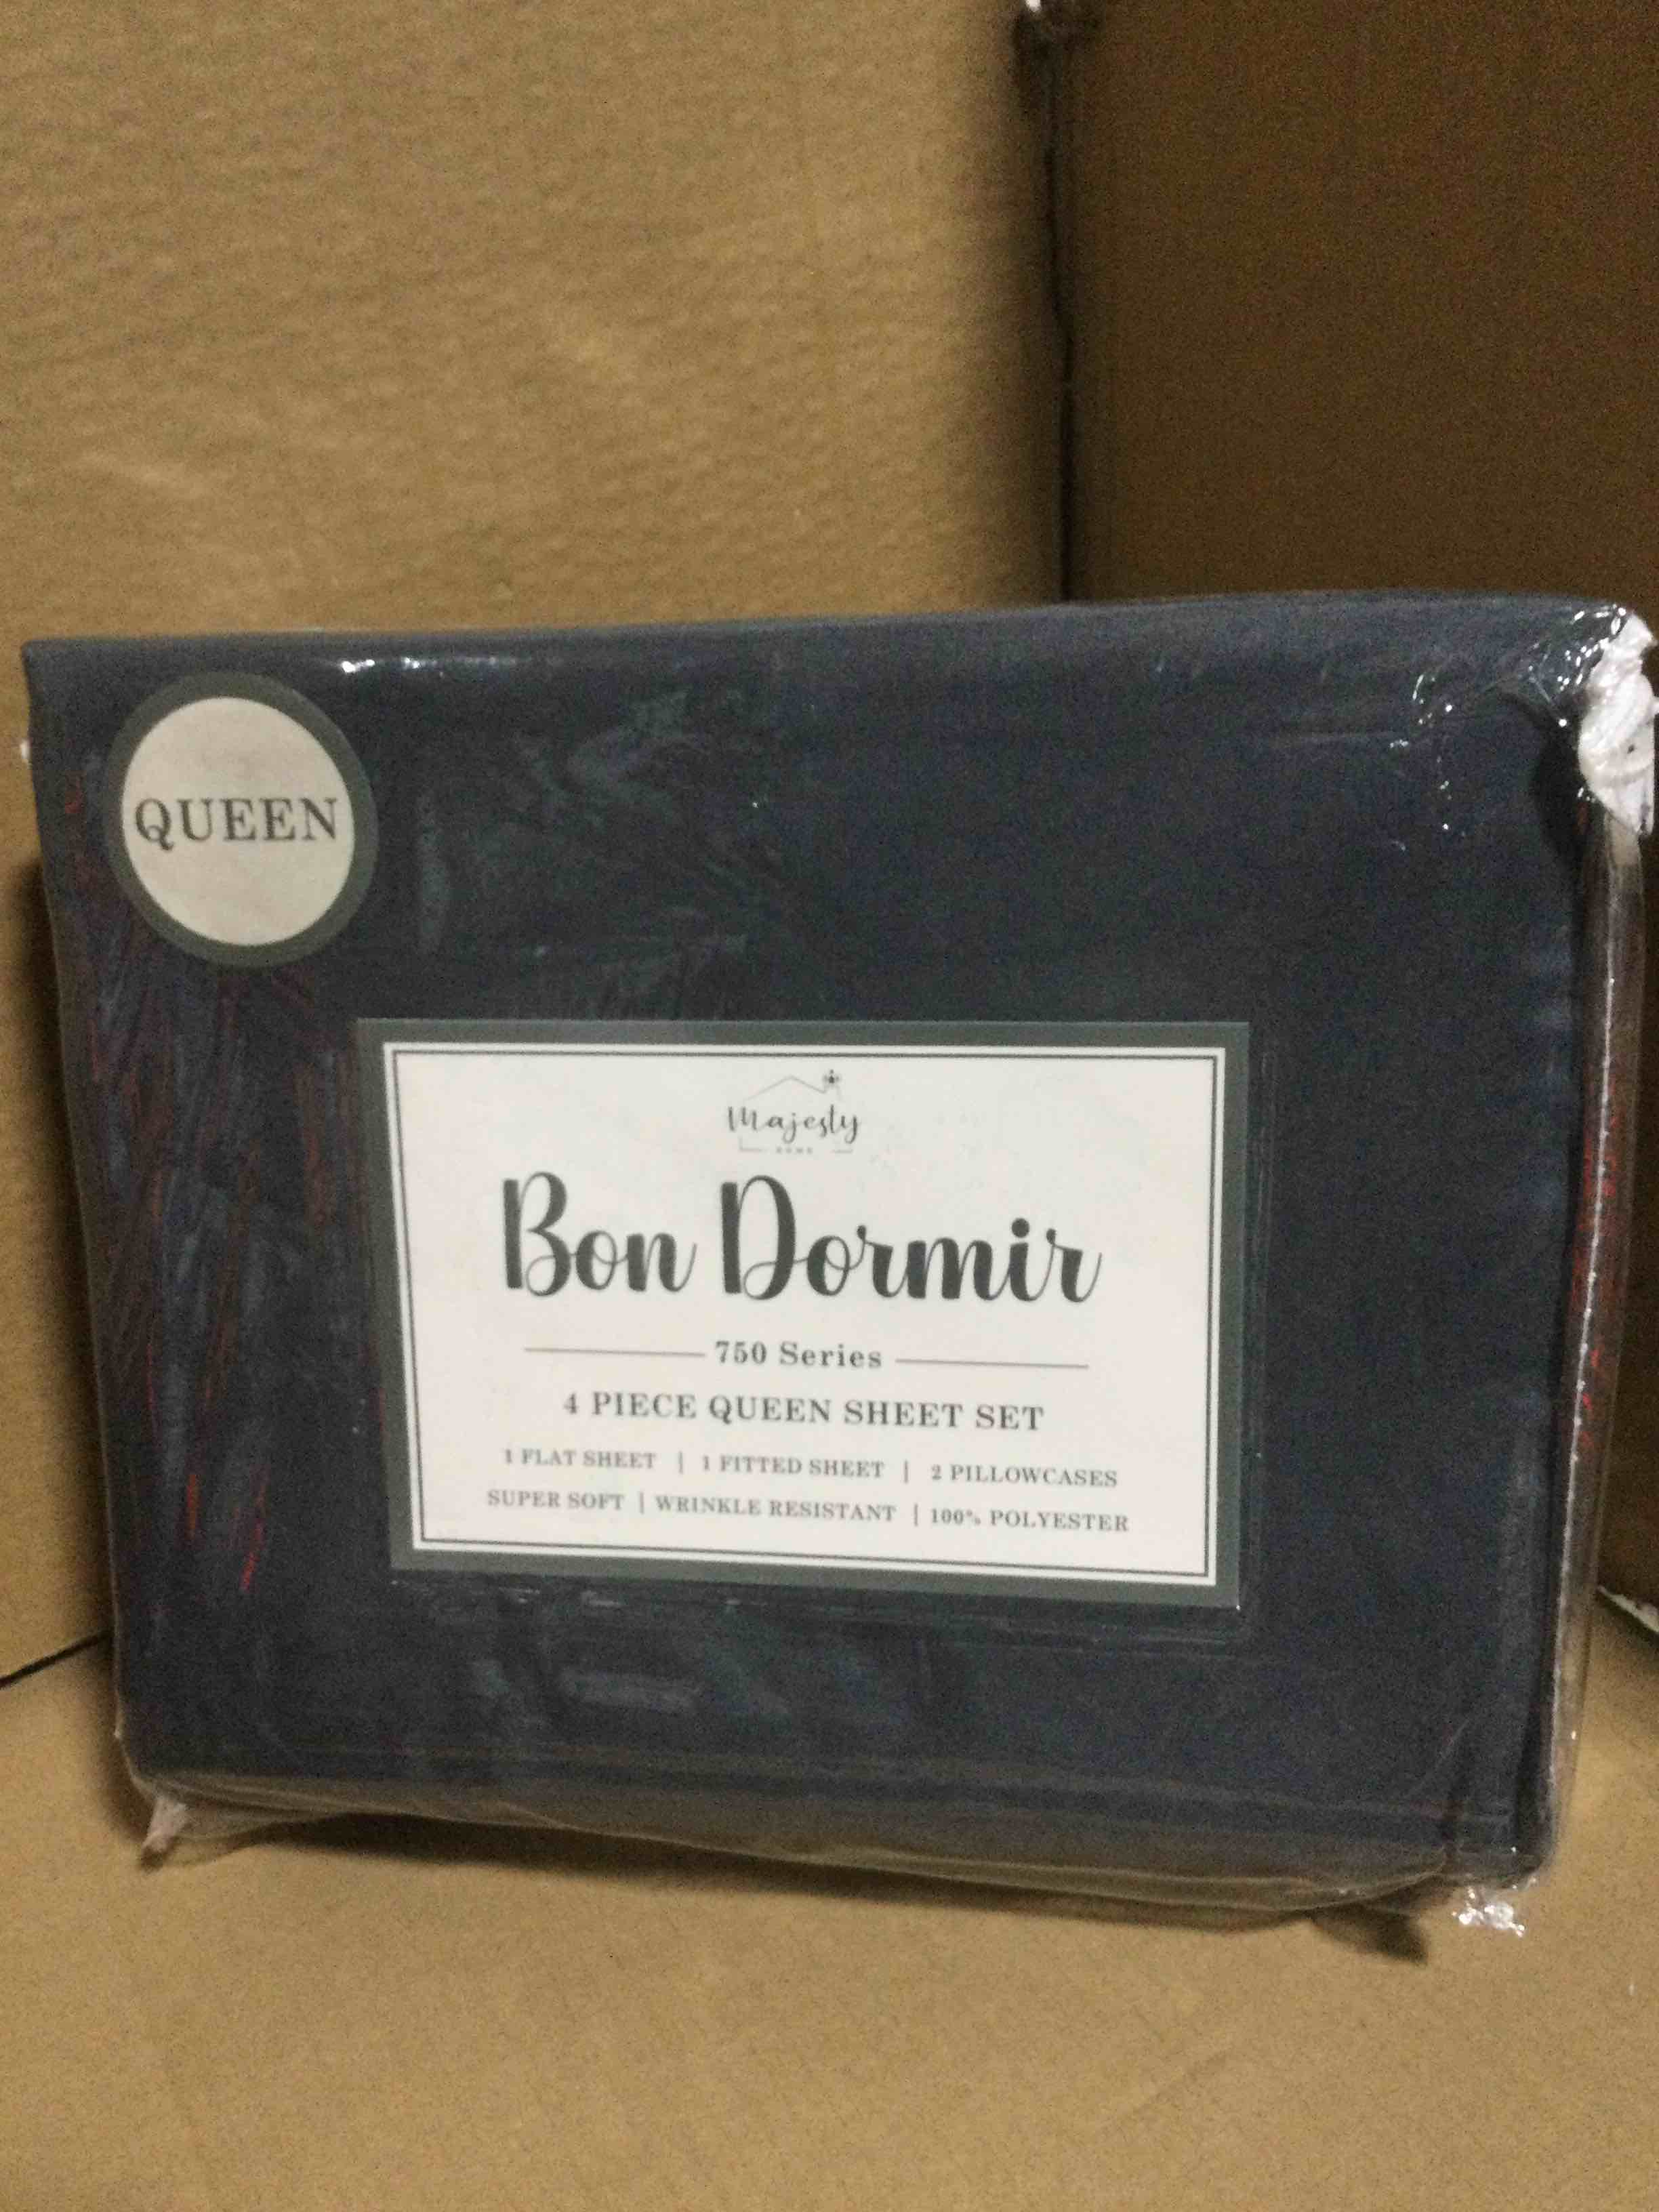 QUEEN
Majesty
HOME
Bon Dormir
750 Series
4 PIECE QUEEN SHEET SET
1 FLAT SHEET | 1 FITTED SHEET | 2 PILLOWCASES
SUPER SOFT | WRINKLE RESISTANT | 100% POLYESTER